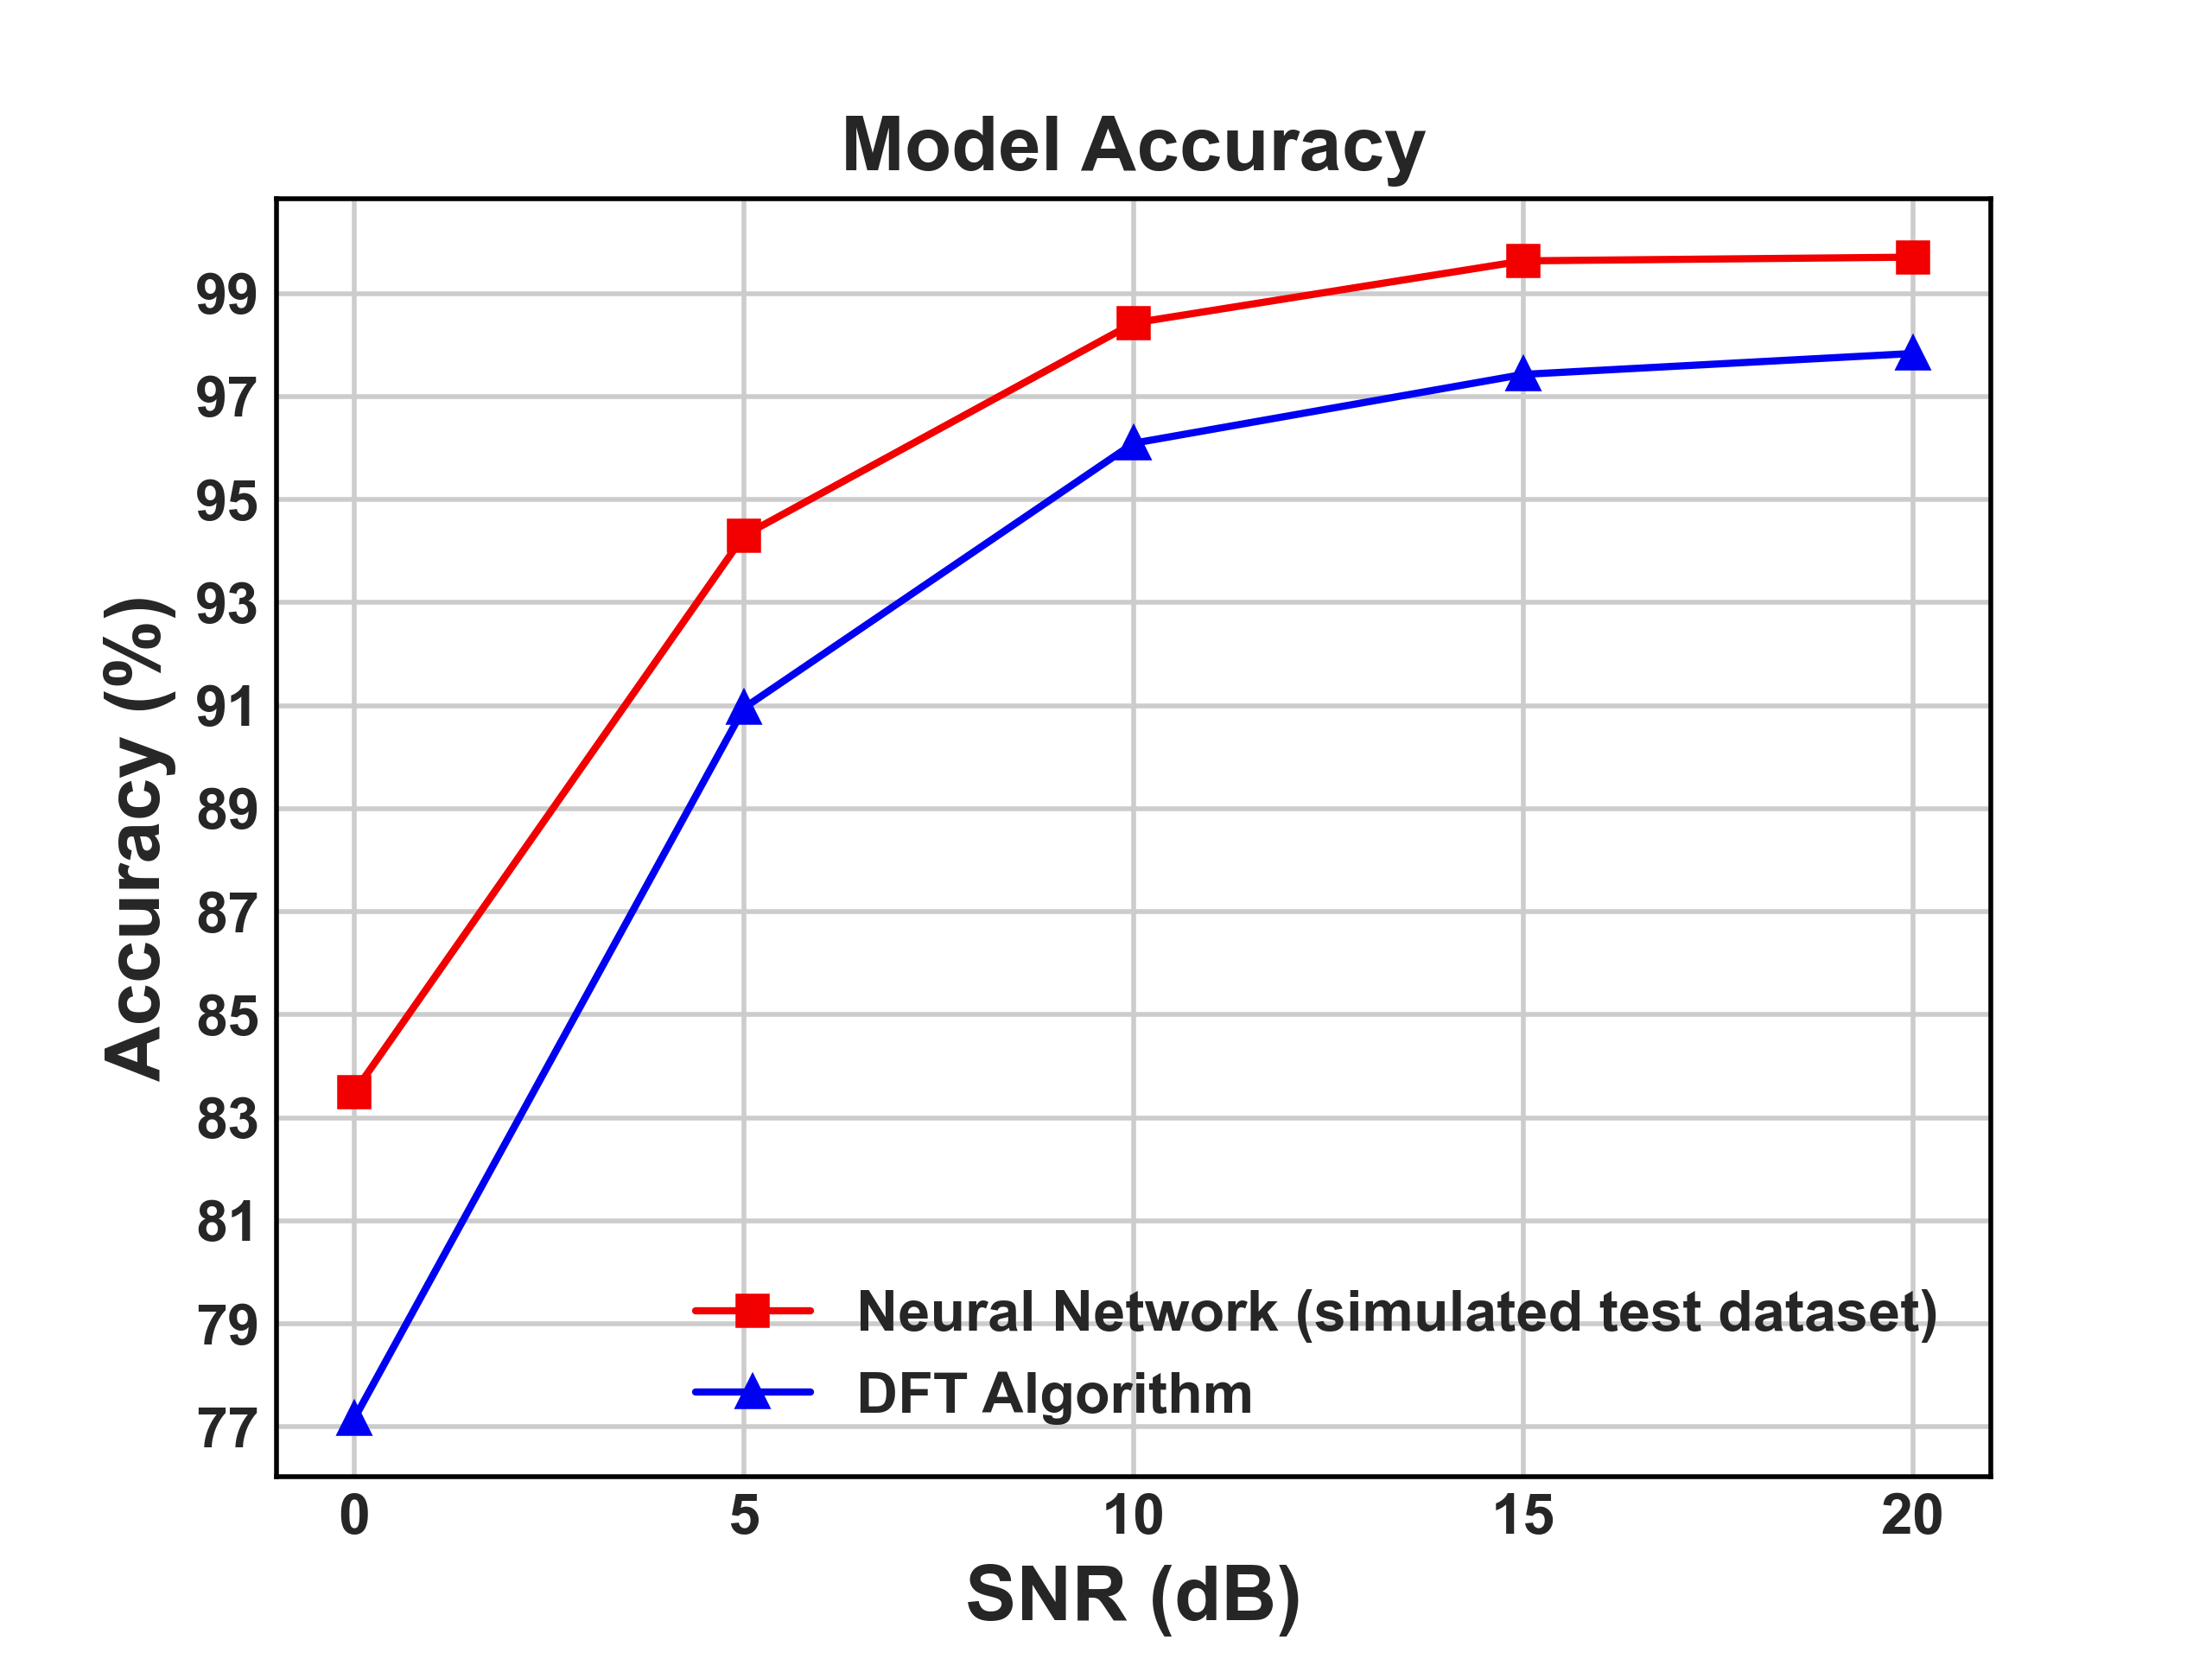 Model Accuracy
Accuracy (%)
99
97
95
93
91
89
87
85
83
81
79
77
Neural Network (simulated test dataset)
DFT Algorithm
0 5 10 15 20
SNR (dB)